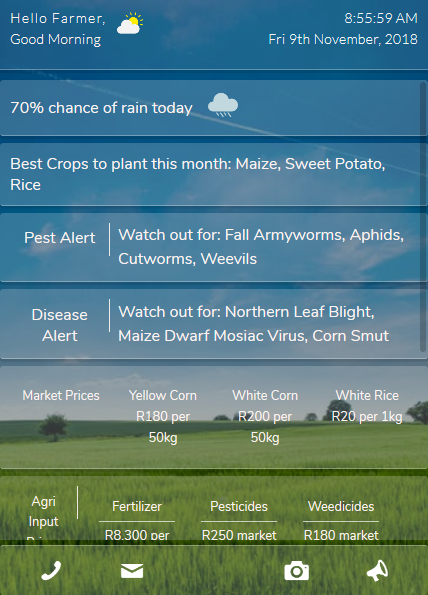 Hello Farmer,
Good Morning
8:55:59 AM
Fri 9th November, 2018
70% chance of rain today
Best Crops to plant this month: Maize, Sweet Potato,
Rice
Pest Alert
Watch out for: Fall Armyworms, Aphids,
Cutworms, Weevils
Disease
Alert
Watch out for: Northern Leaf Blight,
Maize Dwarf Mosiac Virus, Corn Smut
Market Prices
Yellow Corn
R180 per
50kg
White Corn
R200 per
50kg
White Rice
R20 per 1kg
Agri
Input
Fertilizer
R8,300 per
Pesticides
R250 market
Weedicides
R180 market